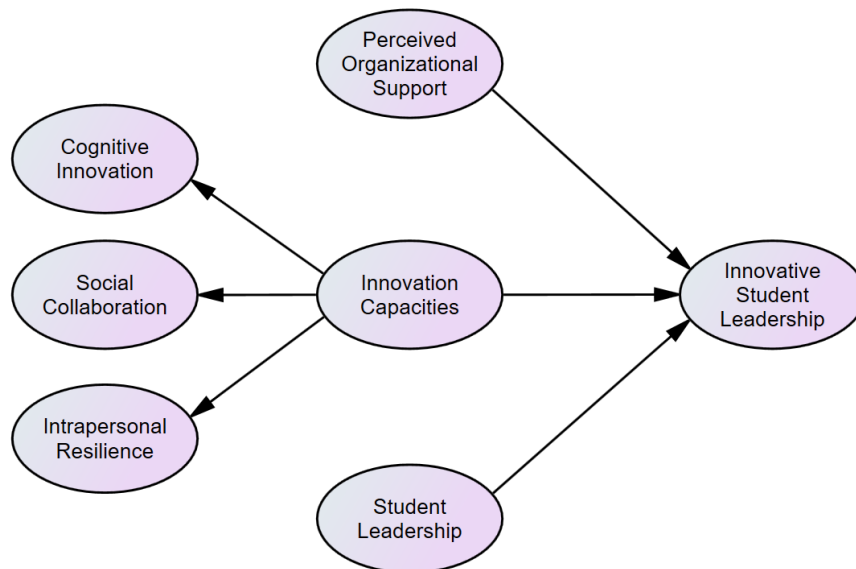 Perceived
Organizational
Support
Cognitive
Innovation
Social
Collaboration
Innovation
Capacities
Innovative
Student
Leadership
Intrapersonal
Resilience
Student
Leadership